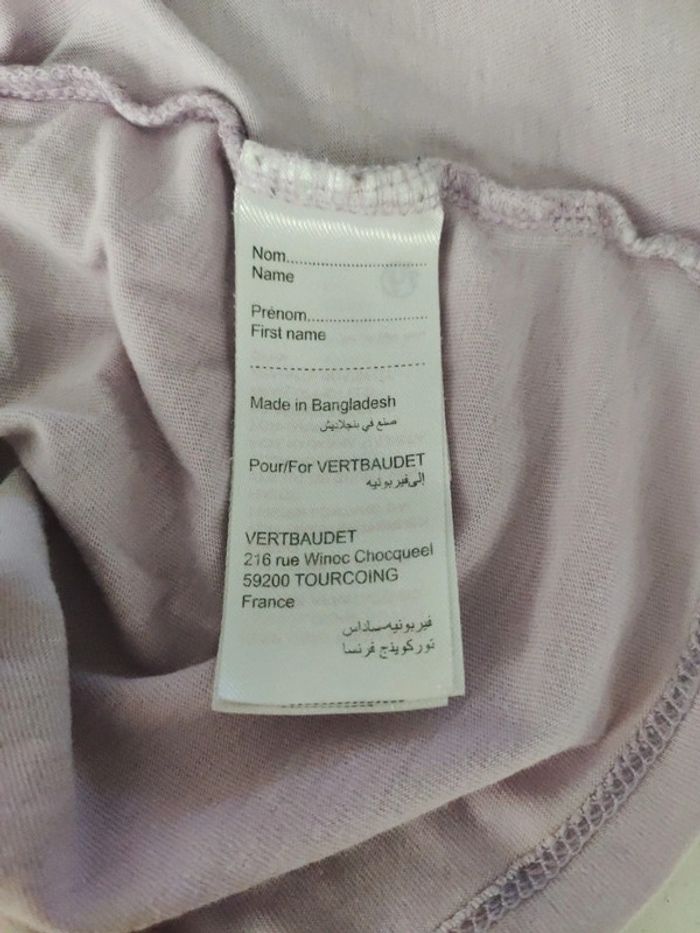 Nom..............................
Name
Prénom..........................
First name
Made in Bangladesh
صنع في بنجلاديش
Pour/For VERTBAUDET
إلى فيربونيه
VERTBAUDET
216 rue Winoc Chocqueel
59200 TOURCOING
France
فيربونيه-ساداس
توركوينج فرنسا